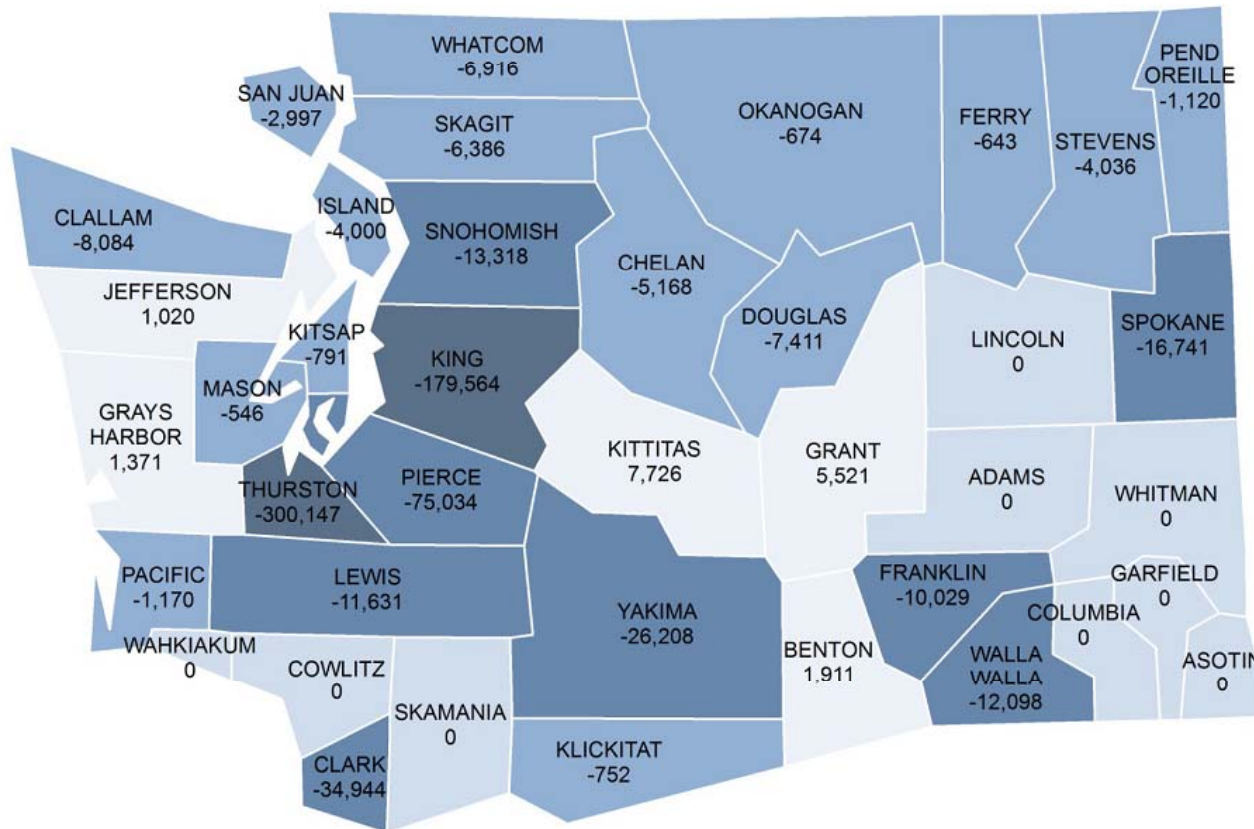 WHATCOM
-6,916
SAN JUAN
-2,997
SKAGIT
-6,386
OKANOGAN
-674
FERRY
-643
STEVENS
-4,036
PEND
OREILLE
-1,120
CLALLAM
-8,084
ISLAND
-4,000
SNOHOMISH
-13,318
CHELAN
-5,168
DOUGLAS
-7,411
JEFFERSON
1,020
KITSAP
-791
KING
-179,564
LINCOLN
0
SPOKANE
-16,741
MASON
-546
GRAYS
HARBOR
1,371
KITTITAS
7,726
GRANT
5,521
ADAMS
0
WHITMAN
0
THURSTON
-300,147
PIERCE
-75,034
PACIFIC
-1,170
LEWIS
-11,631
YAKIMA
-26,208
FRANKLIN
-10,029
GARFIELD
0
COLUMBIA
0
WAHKIAKUM
0
COWLITZ
0
BENTON
1,911
WALLA
WALLA
-12,098
ASOTIN
0
SKAMANIA
0
CLARK
-34,944
KLICKITAT
-752